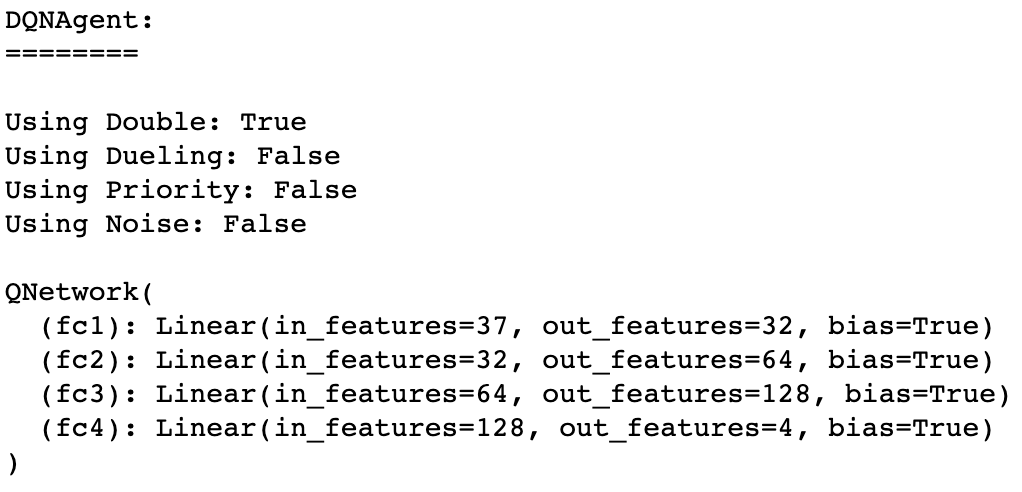 DQNAgent:
========
Using Double: True
Using Dueling: False
Using Priority: False
Using Noise: False
QNetwork(
  (fc1): Linear(in_features=37, out_features=32, bias=True)
  (fc2): Linear(in_features=32, out_features=64, bias=True)
  (fc3): Linear(in_features=64, out_features=128, bias=True)
  (fc4): Linear(in_features=128, out_features=4, bias=True)
)